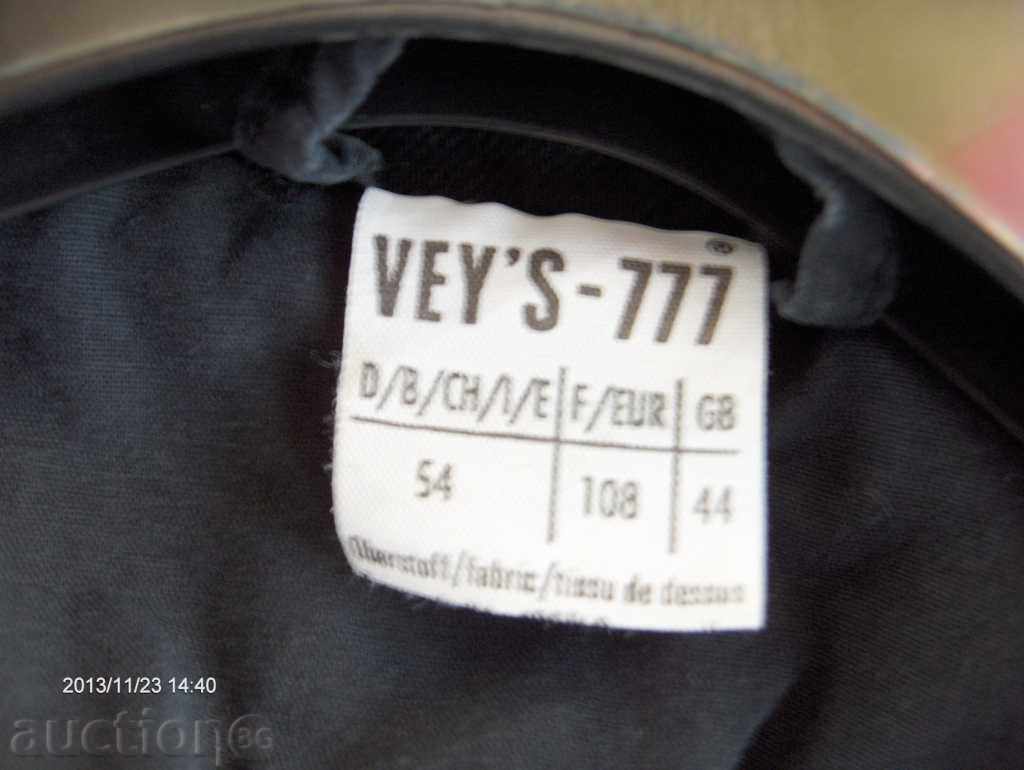 VEY'S-777®
D/B/CH/I/E F/EUR GB
54 108 44
Oberstoff/fabric/tissu de dessus
2013/11/23 14:40
auctionBG